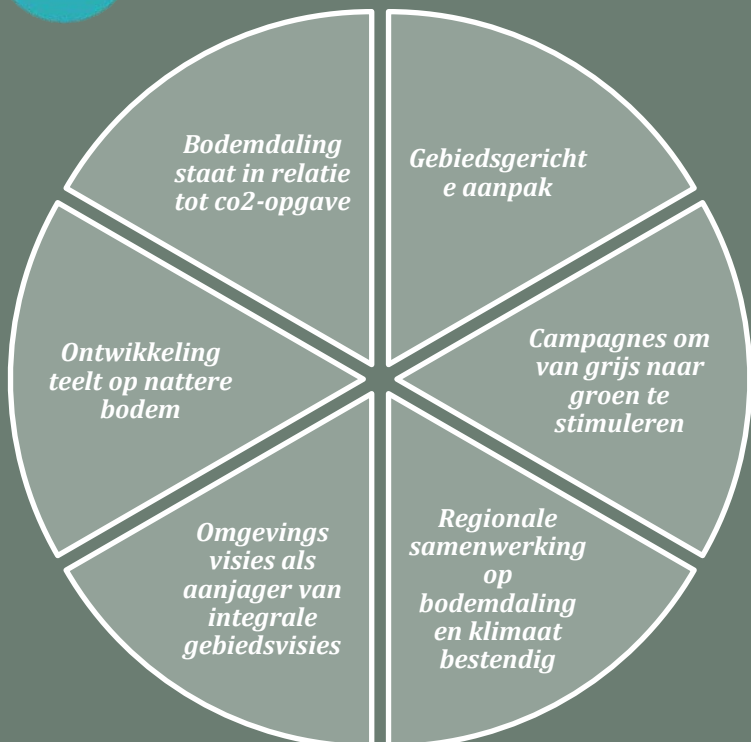 Bodemdaling
staat in relatie
tot co2-opgave
Gebiedsgericht
e aanpak
Campagnes om
van grijs naar
groen te
stimuleren
Regionale
samenwerking
op
bodemdaling
en klimaat
bestendig
Omgevings
visies als
aanjager van
integrale
gebiedsvisies
Ontwikkeling
teelt op nattere
bodem